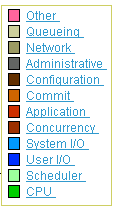 Other
Queueing
Network
Administrative
Configuration
Commit
Application
Concurrency
System I/O
User I/O
Scheduler
CPU